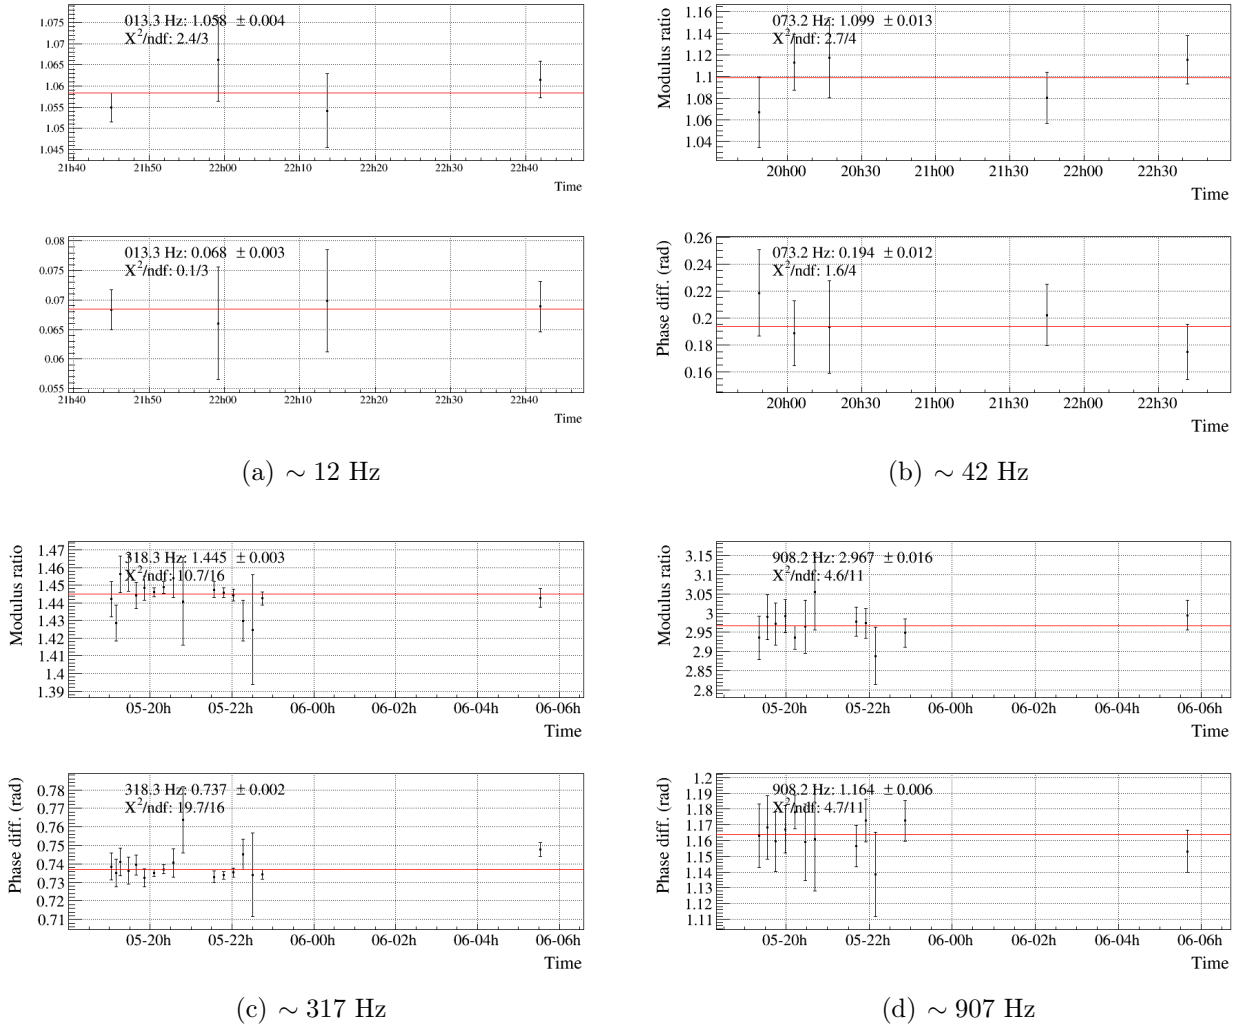 013.3 Hz: 1.058 ± 0.004
X²/ndf: 2.4/3
1.075
1.07
1.065
1.06
1.055
1.05
1.045
21h40 21h50 22h00 22h10 22h20 22h30 22h40
Time
013.3 Hz: 0.068 ± 0.003
X²/ndf: 0.1/3
0.08
0.075
0.07
0.065
0.06
0.055
21h40 21h50 22h00 22h10 22h20 22h30 22h40
Time
(a) ∼ 12 Hz
Modulus ratio
073.2 Hz: 1.099 ± 0.013
X²/ndf: 2.7/4
1.16
1.14
1.12
1.1
1.08
1.06
1.04
20h00 20h30 21h00 21h30 22h00 22h30
Time
Phase diff. (rad)
073.2 Hz: 0.194 ± 0.012
X²/ndf: 1.6/4
0.26
0.24
0.22
0.2
0.18
0.16
20h00 20h30 21h00 21h30 22h00 22h30
Time
(b) ∼ 42 Hz
Modulus ratio
318.3 Hz: 1.445 ± 0.003
X²/ndf: 10.7/16
1.47
1.46
1.45
1.44
1.43
1.42
1.41
1.4
1.39
05-20h 05-22h 06-00h 06-02h 06-04h 06-06h
Time
Phase diff. (rad)
318.3 Hz: 0.737 ± 0.002
X²/ndf: 19.7/16
0.78
0.77
0.76
0.75
0.74
0.73
0.72
0.71
05-20h 05-22h 06-00h 06-02h 06-04h 06-06h
Time
(c) ∼ 317 Hz
Modulus ratio
908.2 Hz: 2.967 ± 0.016
X²/ndf: 4.6/11
3.15
3.1
3.05
3
2.95
2.9
2.85
2.8
05-20h 05-22h 06-00h 06-02h 06-04h 06-06h
Time
Phase diff. (rad)
908.2 Hz: 1.164 ± 0.006
X²/ndf: 4.7/11
1.2
1.19
1.18
1.17
1.16
1.15
1.14
1.13
1.12
1.11
05-20h 05-22h 06-00h 06-02h 06-04h 06-06h
Time
(d) ∼ 907 Hz